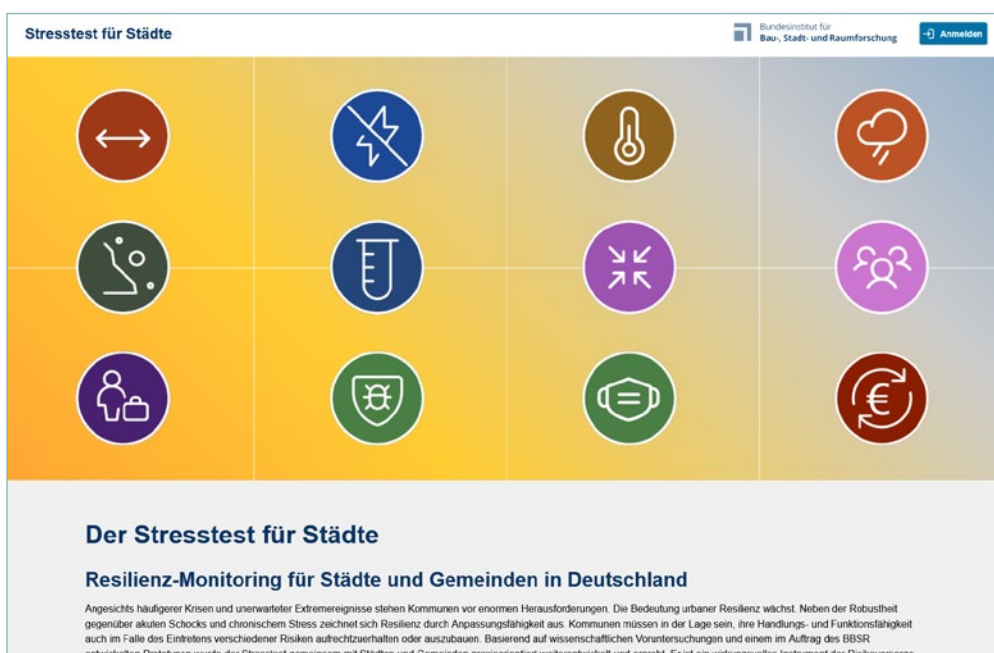 Stresstest für Städte
Bundesinstitut für
Bau-, Stadt- und Raumforschung
Anmelden
€
Der Stresstest für Städte
Resilienz-Monitoring für Städte und Gemeinden in Deutschland
Angesichts häufigerer Krisen und unerwarteter Extremereignisse stehen Kommunen vor enormen Herausforderungen. Die Bedeutung urbaner Resilienz wächst. Neben der Robustheit
gegenüber akuten Schocks und chronischem Stress zeichnet sich Resilienz durch Anpassungsfähigkeit aus. Kommunen müssen in der Lage sein, ihre Handlungs- und Funktionsfähigkeit
auch im Falle des Eintretens verschiedener Risiken aufrechtzuerhalten oder auszubauen. Basierend auf wissenschaftlichen Voruntersuchungen und einem im Auftrag des BBSR